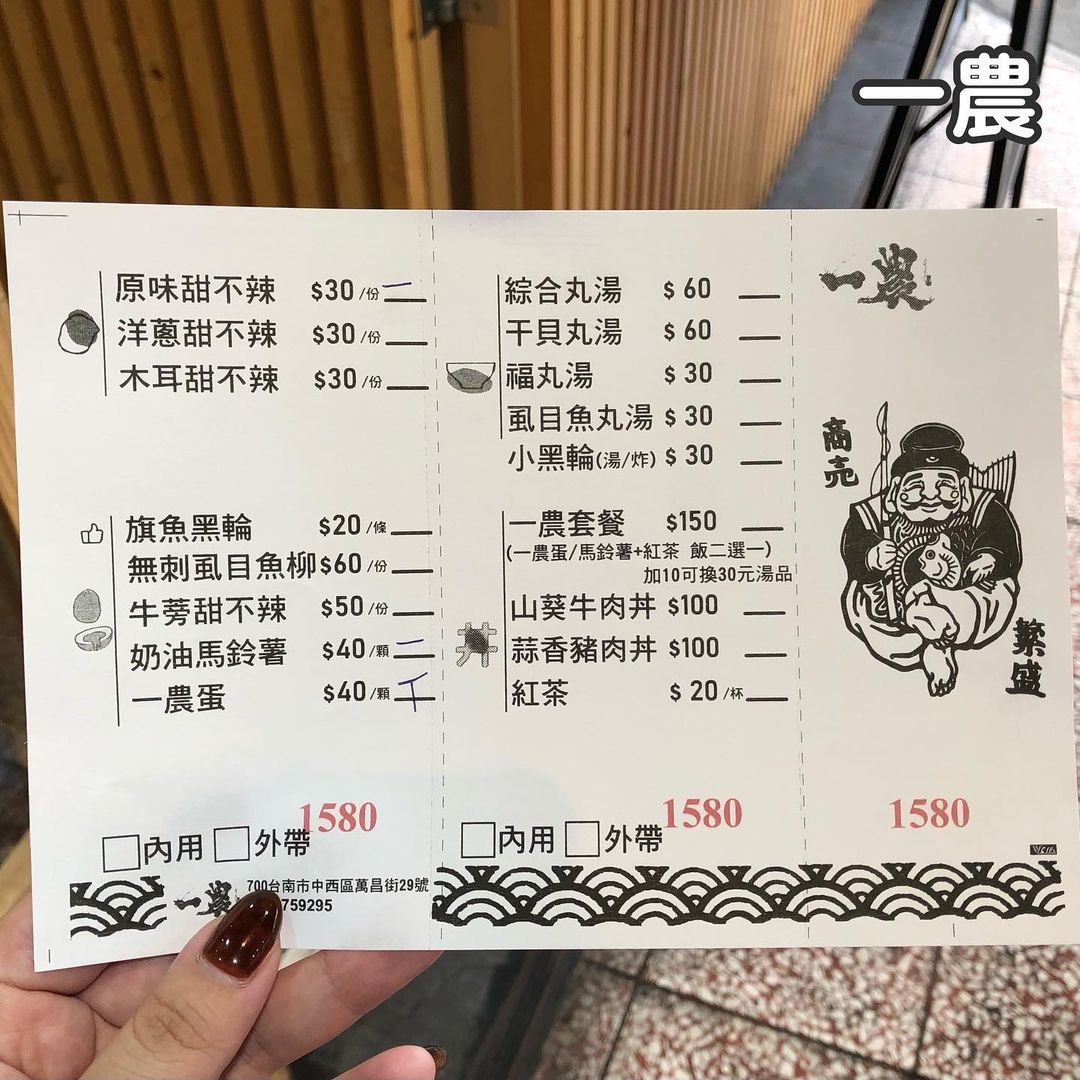 一農
原味甜不辣 $30/份 一
洋蔥甜不辣 $30/份
木耳甜不辣 $30/份
旗魚黑輪 $20/條
無刺虱目魚柳$60/份
牛蒡甜不辣 $50/份
奶油馬鈴薯 $40/顆 二
一農蛋 $40/顆
1580
內用 外帶
一農 700台南市中西區萬昌街29號
759295
綜合丸湯 $ 60
干貝丸湯 $ 60
福丸湯 $ 30
虱目魚丸湯 $ 30
小黑輪(湯/炸) $ 30
一農套餐 $150
(一農蛋/馬鈴薯+紅茶 飯二選一)
加10可換30元湯品
山葵牛肉丼 $100
蒜香豬肉丼 $100
紅茶 $ 20/杯
1580
內用 外帶
一農
商売
繁盛
1580